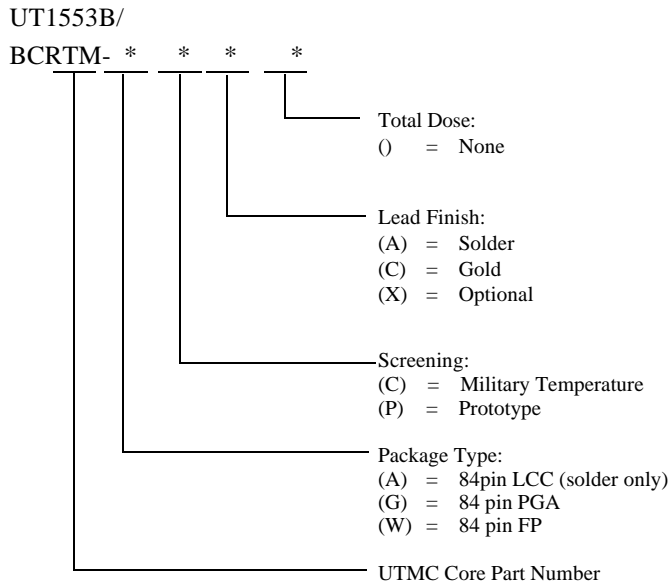 UT1553B/
BCRTM- * * * *
Total Dose:
() = None
Lead Finish:
(A) = Solder
(C) = Gold
(X) = Optional
Screening:
(C) = Military Temperature
(P) = Prototype
Package Type:
(A) = 84pin LCC (solder only)
(G) = 84 pin PGA
(W) = 84 pin FP
UTMC Core Part Number